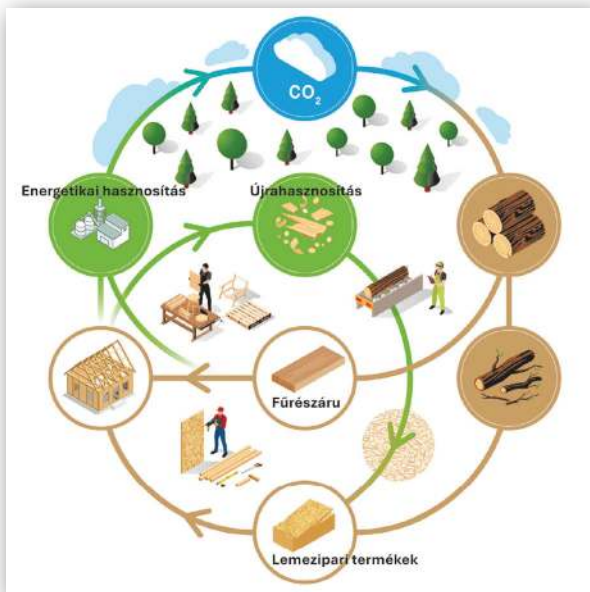 CO₂
Energetikai hasznosítás
Újrahasznosítás
Fűrészáru
Lemezipari termékek